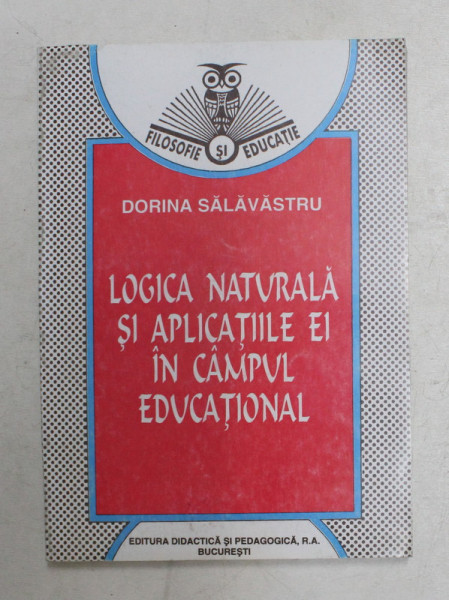 FILOSOFIE ȘI EDUCAȚIE
DORINA SĂLĂVĂSTRU
LOGICA NATURALĂ
ȘI APLICAȚIILE EI
ÎN CÂMPUL
EDUCAȚIONAL
EDITURA DIDACTICĂ ȘI PEDAGOGICĂ, R.A.
BUCUREȘTI